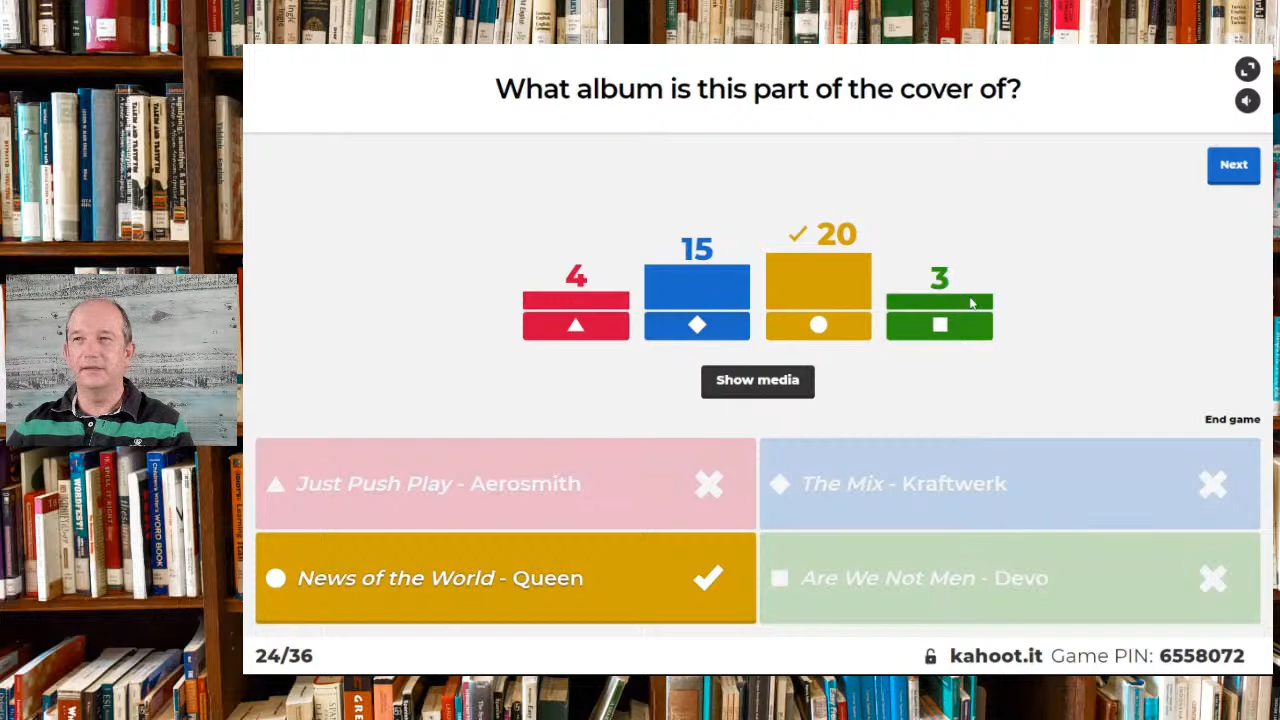 What album is this part of the cover of?
Next
4
15
20
3
Show media
End game
Just Push Play - Aerosmith
The Mix - Kraftwerk
News of the World - Queen
Are We Not Men - Devo
24/36
kahoot.it Game PIN: 6558072